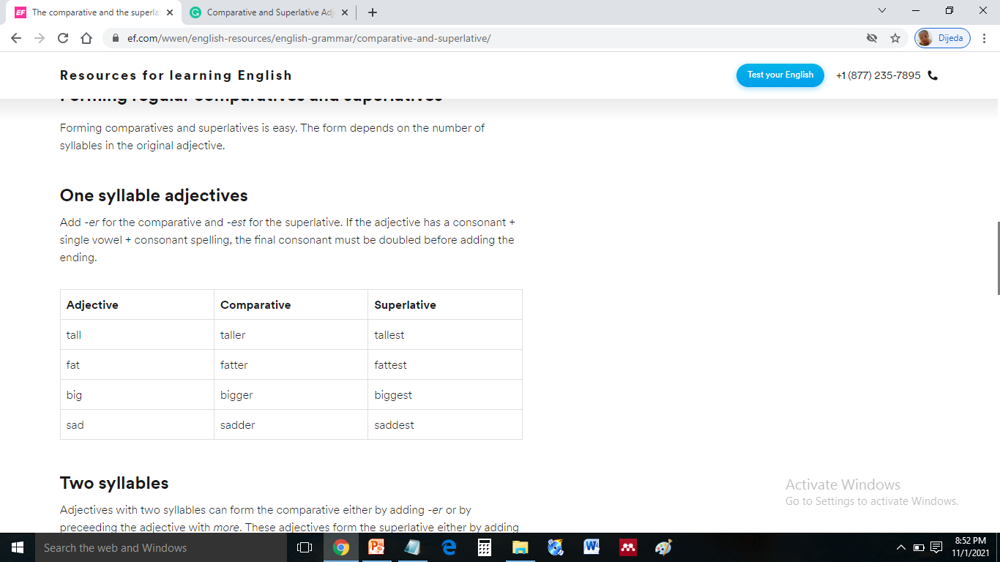 EF The comparative and the superla
Comparative and Superlative Adj
ef.com/wwen/english-resources/english-grammar/comparative-and-superlative/
Dijeda
Resources for learning English
Test your English
+1 (877) 235-7895
Forming regular comparatives and superlatives
Forming comparatives and superlatives is easy. The form depends on the number of
syllables in the original adjective.
One syllable adjectives
Add -er for the comparative and -est for the superlative. If the adjective has a consonant +
single vowel + consonant spelling, the final consonant must be doubled before adding the
ending.
Adjective Comparative Superlative
tall taller tallest
fat fatter fattest
big bigger biggest
sad sadder saddest
Two syllables
Adjectives with two syllables can form the comparative either by adding -er or by
preceeding the adjective with more. These adjectives form the superlative either by adding
Activate Windows
Go to Settings to activate Windows.
Search the web and Windows
8:52 PM
11/1/2021